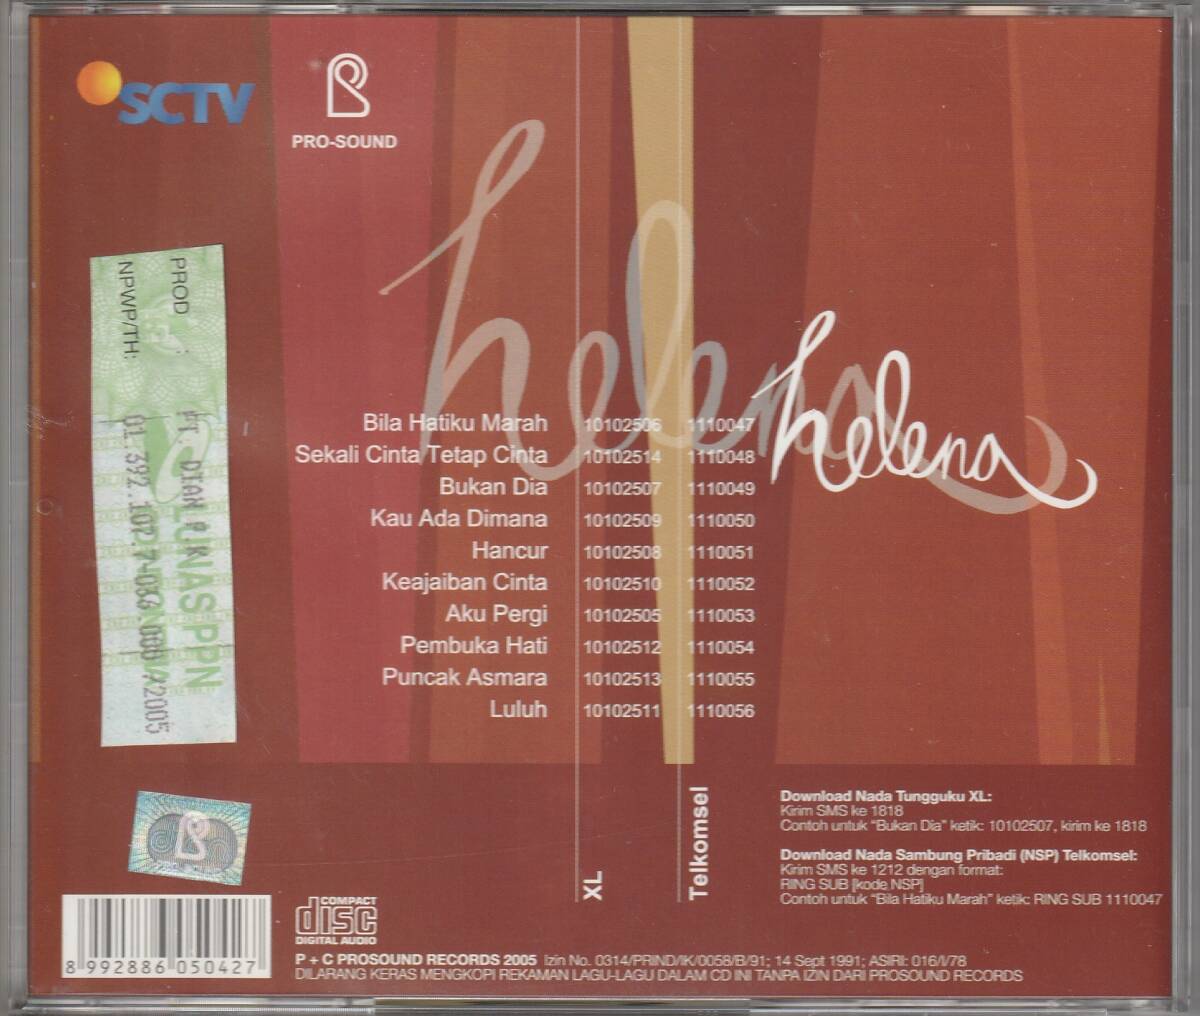 SCTV
PRO-SOUND
helena
helena
Bila Hatiku Marah 10102506 1110047
Sekali Cinta Tetap Cinta 10102514 1110048
Bukan Dia 10102507 1110049
Kau Ada Dimana 10102509 1110050
Hancur 10102508 1110051
Keajaiban Cinta 10102510 1110052
Aku Pergi 10102505 1110053
Pembuka Hati 10102512 1110054
Puncak Asmara 10102513 1110055
Luluh 10102511 1110056
XL
Telkomsel
PROD :
NPWP/TH:
LUNAS PPN
Download Nada Tungguku XL:
Kirim SMS ke 1818
Contoh untuk "Bukan Dia" ketik: 10102507, kirim ke 1818
Download Nada Sambung Pribadi (NSP) Telkomsel:
Kirim SMS ke 1212 dengan format:
RING SUB [kode NSP]
Contoh untuk "Bila Hatiku Marah" ketik: RING SUB 1110047
8 992886 050427
COMPACT
disc
DIGITAL AUDIO
P + C PROSOUND RECORDS 2005 Izin No. 0314/PRIND/IK/0058/B/91; 14 Sept 1991; ASIRI: 016/I/78
DILARANG KERAS MENGKOPI REKAMAN LAGU-LAGU DALAM CD INI TANPA IZIN DARI PROSOUND RECORDS